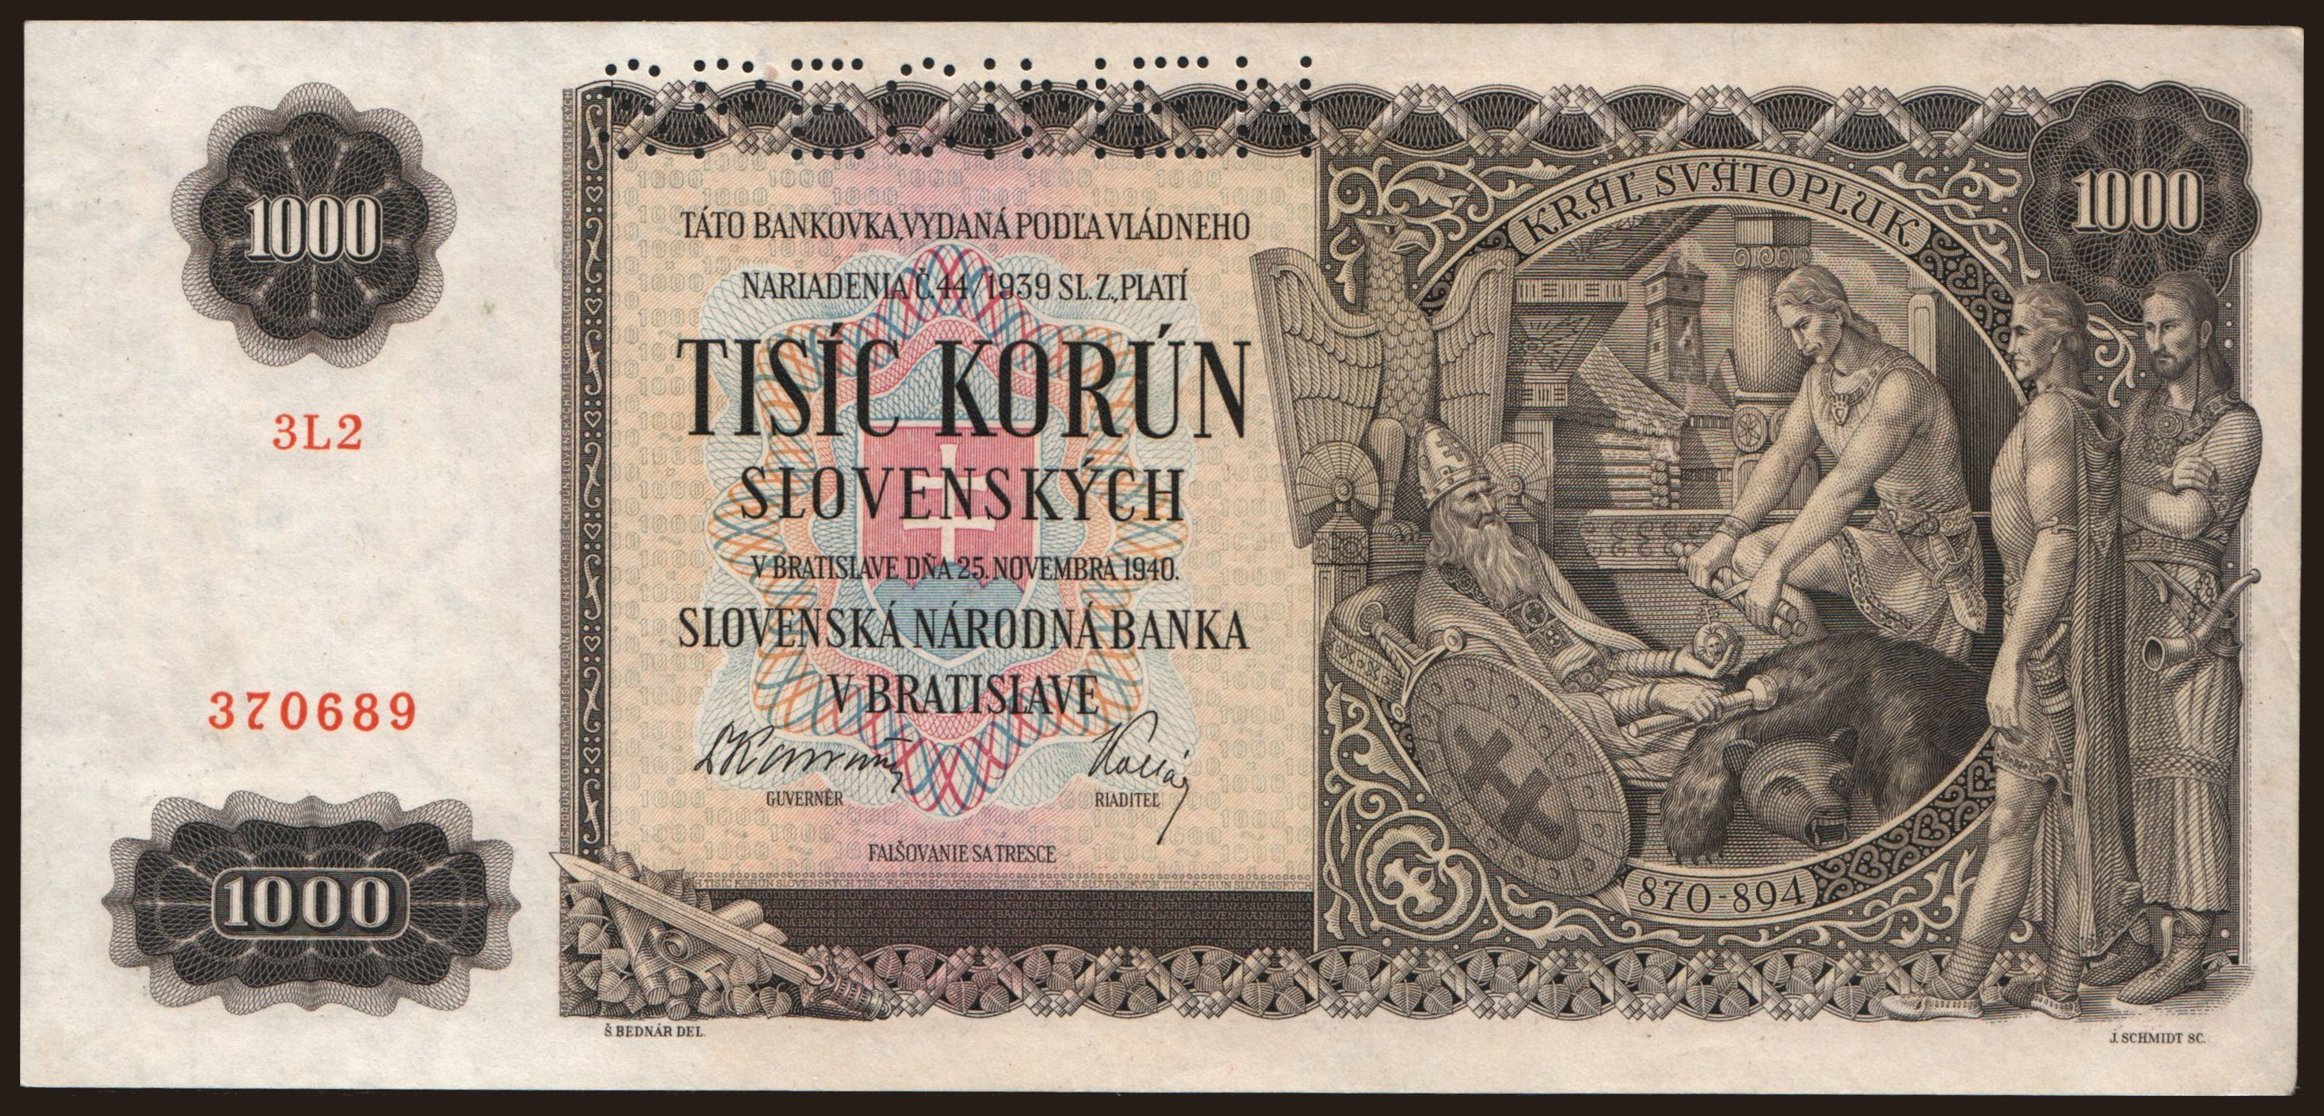 SPECIMEN
1000
3L2
370689
1000
TÁTO BANKOVKA, VYDANÁ PODĽA VLÁDNEHO
NARIADENIA Č. 44/1939 SL. Z., PLATÍ
TISÍC KORÚN
SLOVENSKÝCH
V BRATISLAVE DŇA 25. NOVEMBRA 1940.
SLOVENSKÁ NÁRODNÁ BANKA
V BRATISLAVE
GUVERNÉR
RIADITEĽ
FALŠOVANIE SA TRESCE
KRÁĽ SVÄTOPLUK
1000
870-894
Š. BEDNÁR DEL.
J. SCHMIDT SC.